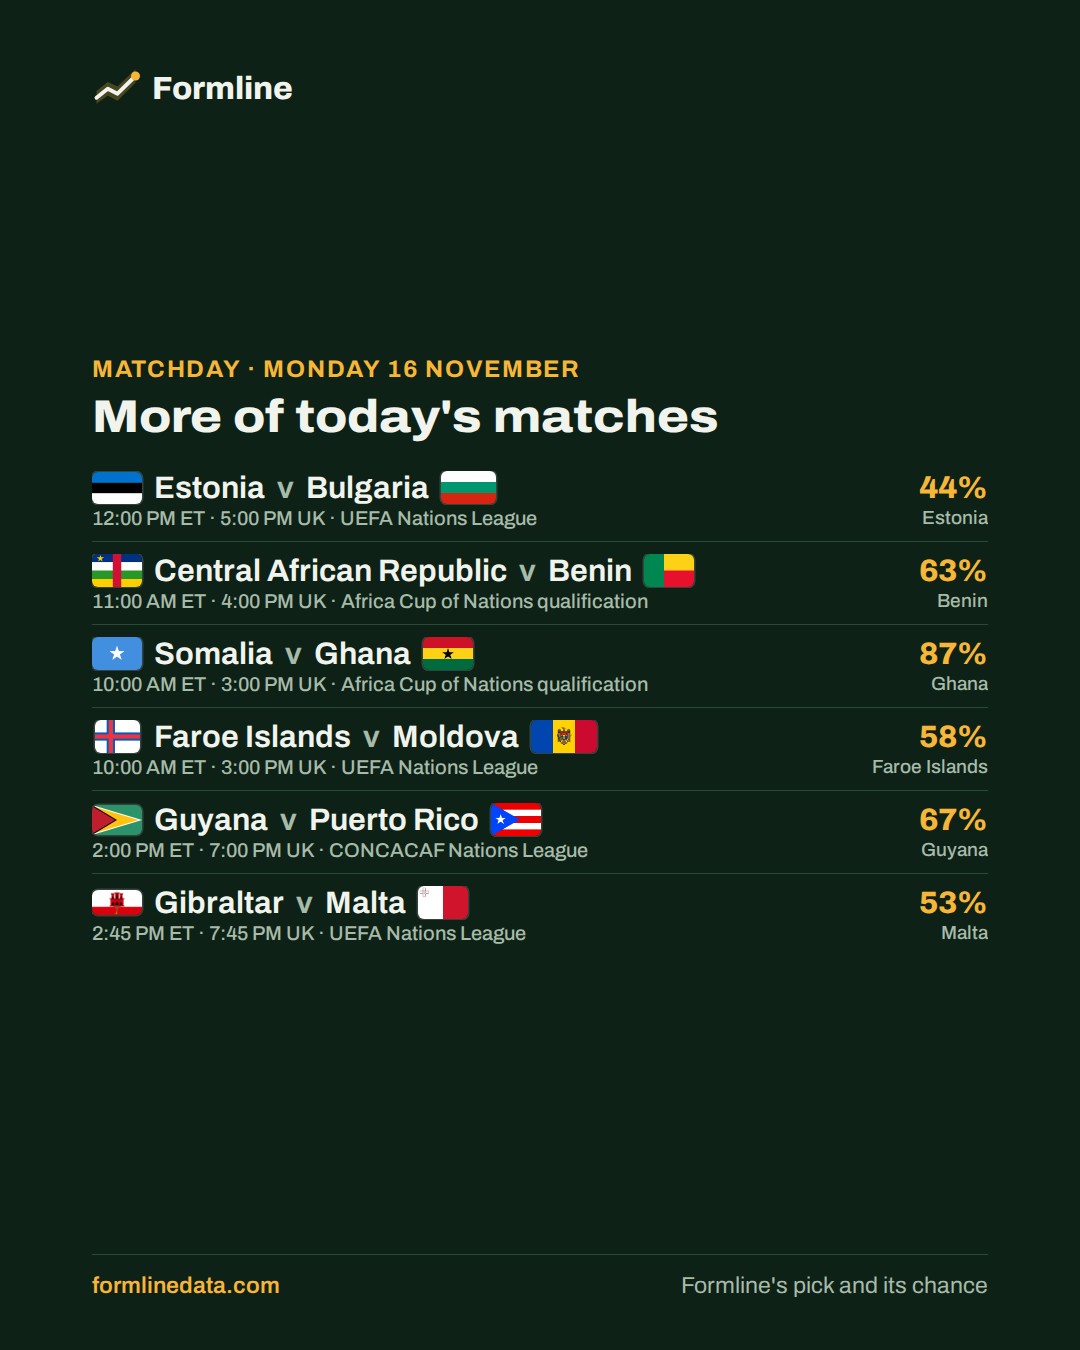 Formline
MATCHDAY · MONDAY 16 NOVEMBER
More of today's matches
Estonia v Bulgaria 44%
12:00 PM ET · 5:00 PM UK · UEFA Nations League Estonia
Central African Republic v Benin 63%
11:00 AM ET · 4:00 PM UK · Africa Cup of Nations qualification Benin
Somalia v Ghana 87%
10:00 AM ET · 3:00 PM UK · Africa Cup of Nations qualification Ghana
Faroe Islands v Moldova 58%
10:00 AM ET · 3:00 PM UK · UEFA Nations League Faroe Islands
Guyana v Puerto Rico 67%
2:00 PM ET · 7:00 PM UK · CONCACAF Nations League Guyana
Gibraltar v Malta 53%
2:45 PM ET · 7:45 PM UK · UEFA Nations League Malta
formlinedata.com Formline's pick and its chance